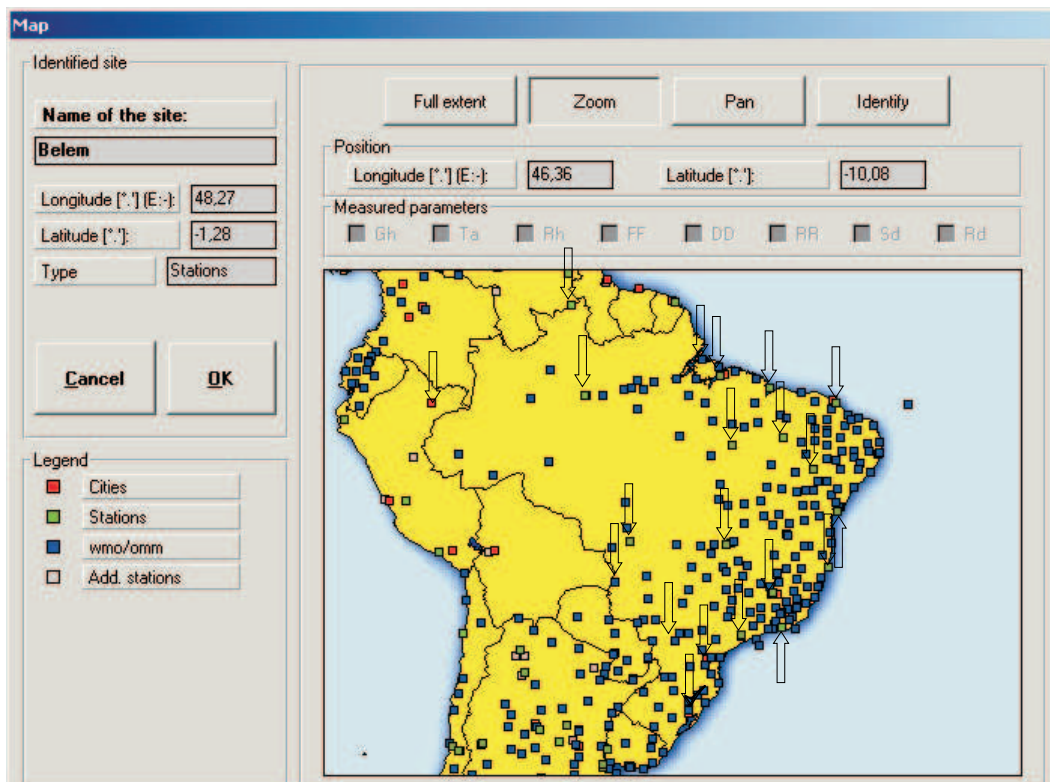 Map
Identified site
Name of the site:
Belem
Longitude [°.'] (E:-): 48,27
Latitude [°.']: -1,28
Type Stations
Cancel OK
Legend
Cities
Stations
wmo/omm
Add. stations
Full extent Zoom Pan Identify
Position
Longitude [°.'] (E:-): 46,36 Latitude [°.']: -10,08
Measured parameters
Gh Ta Rh FF DD RR Sd Rd